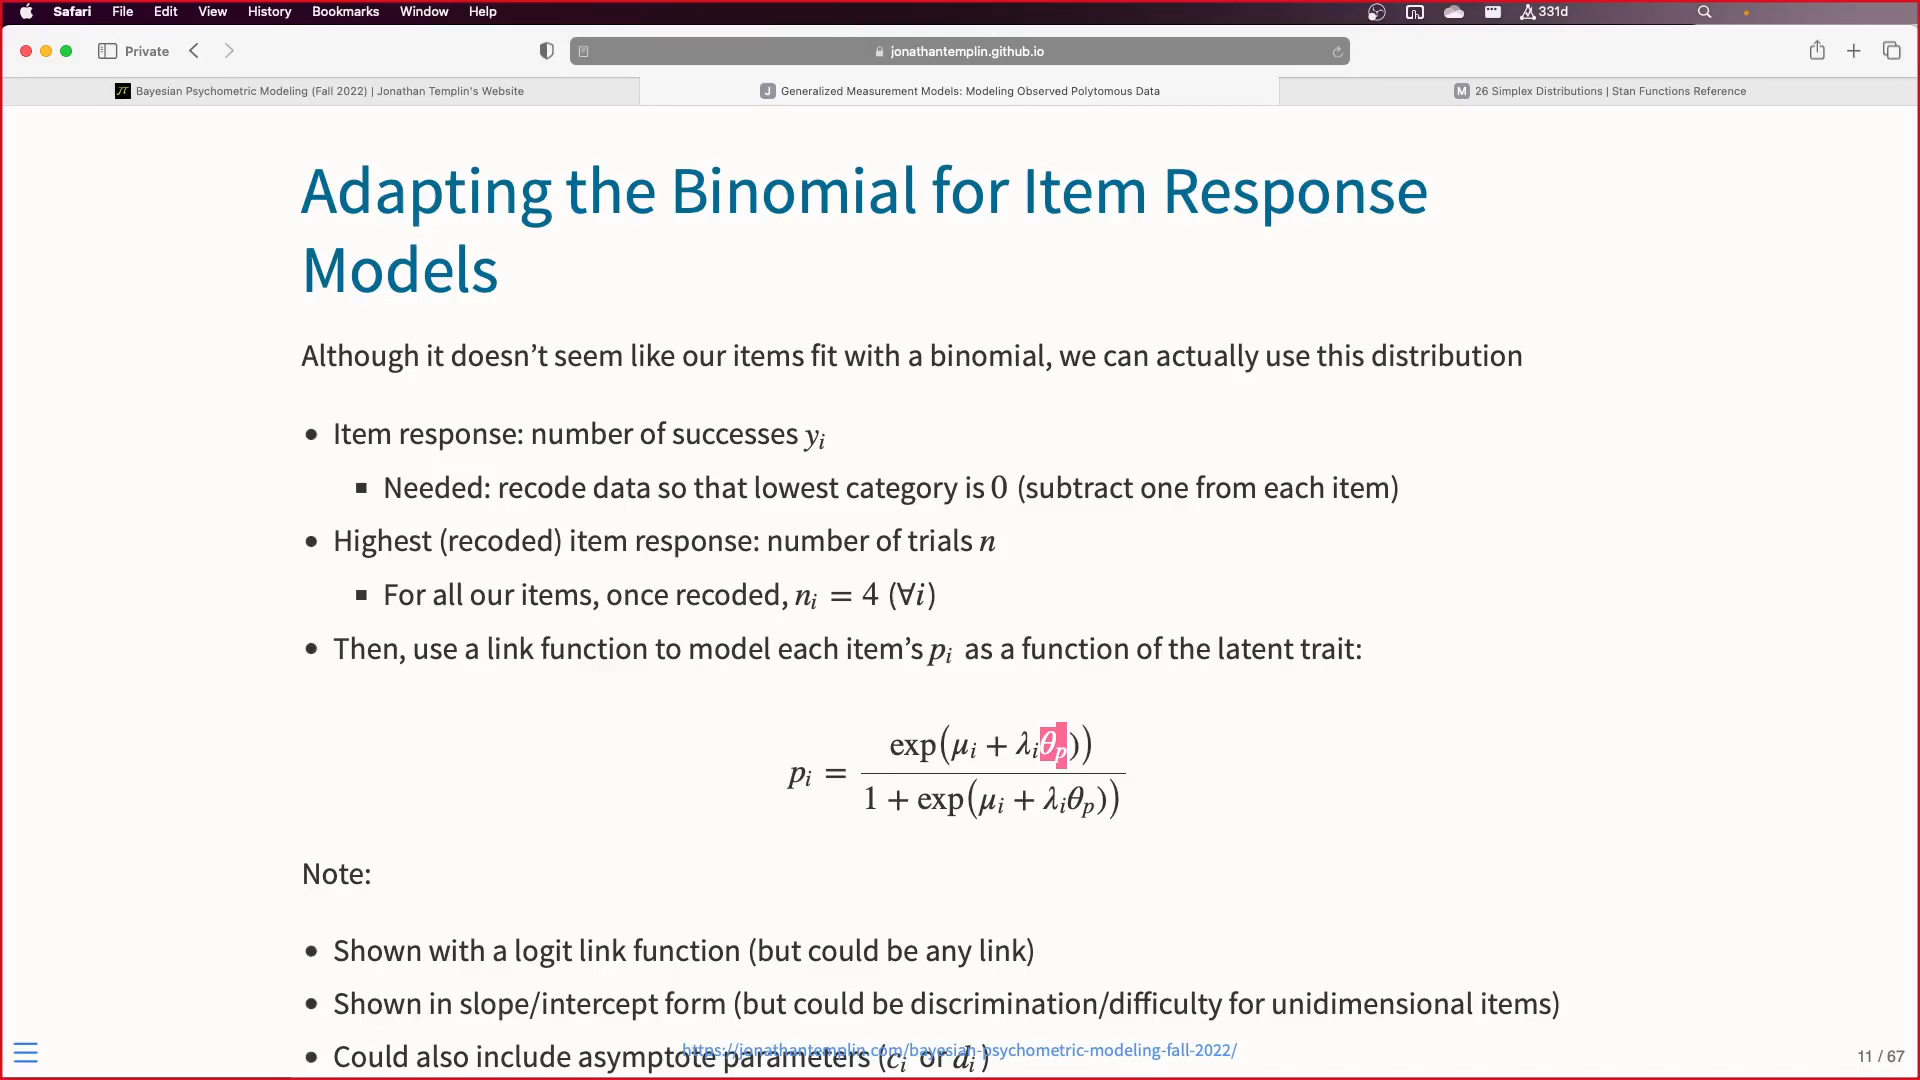 Safari File Edit View History Bookmarks Window Help 331d
Private jonathantemplin.github.io
Bayesian Psychometric Modeling (Fall 2022) | Jonathan Templin's Website
J Generalized Measurement Models: Modeling Observed Polytomous Data
M 26 Simplex Distributions | Stan Functions Reference
Adapting the Binomial for Item Response
Models
Although it doesn’t seem like our items fit with a binomial, we can actually use this distribution
• Item response: number of successes yᵢ
▪ Needed: recode data so that lowest category is 0 (subtract one from each item)
• Highest (recoded) item response: number of trials n
▪ For all our items, once recoded, nᵢ = 4 (∀i)
• Then, use a link function to model each item’s pᵢ as a function of the latent trait:
exp(μᵢ + λᵢθₚ))
pᵢ =
1 + exp(μᵢ + λᵢθₚ))
Note:
• Shown with a logit link function (but could be any link)
• Shown in slope/intercept form (but could be discrimination/difficulty for unidimensional items)
• Could also include asymptote parameters (cᵢ or dᵢ)
https://jonathantemplin.com/bayesian-psychometric-modeling-fall-2022/
11 / 67